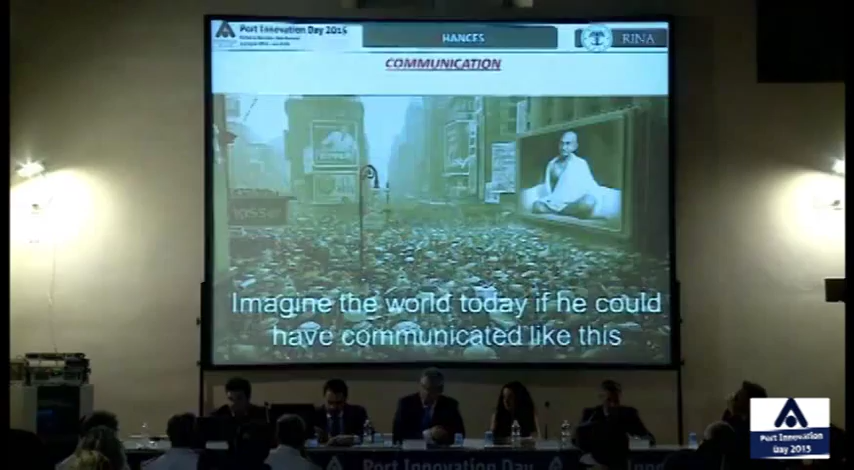 Port Innovation Day 2015
HANCES
RINA
COMMUNICATION
Imagine the world today if he could
have communicated like this
Port Innovation Day
Port Innovation
Day 2015